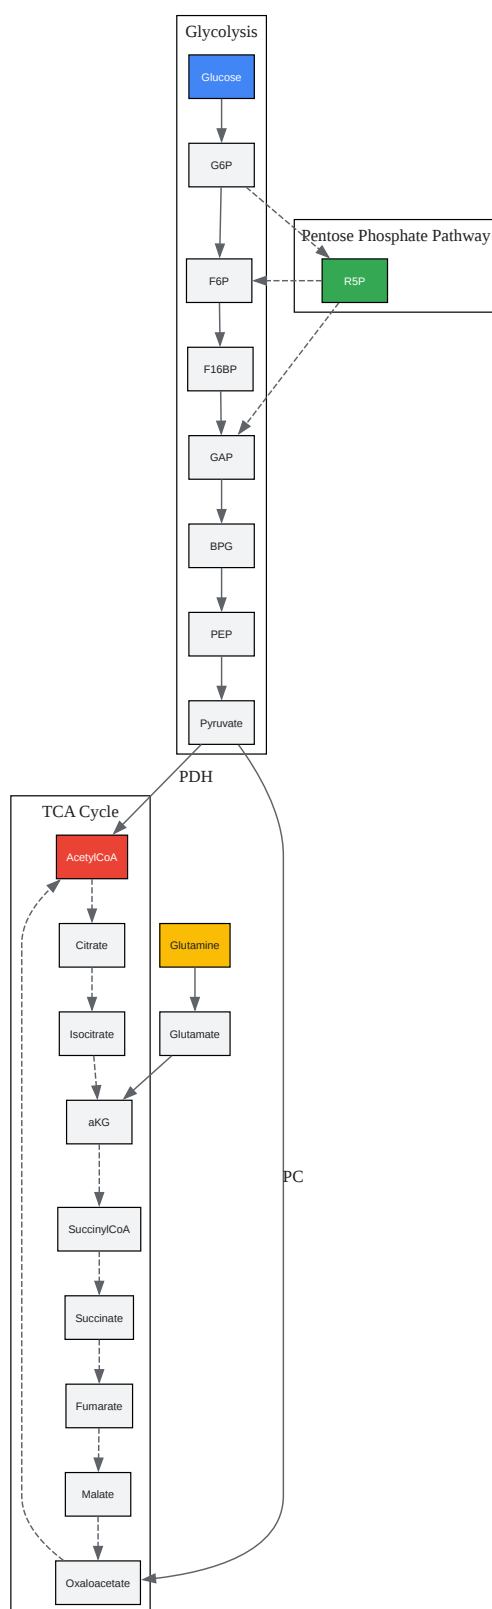 Glycolysis
Glucose
G6P
Pentose Phosphate Pathway
F6P
R5P
F16BP
GAP
BPG
PEP
Pyruvate
PDH
TCA Cycle
AcetylCoA
Citrate
Glutamine
Isocitrate
Glutamate
aKG
PC
SuccinylCoA
Succinate
Fumarate
Malate
Oxaloacetate